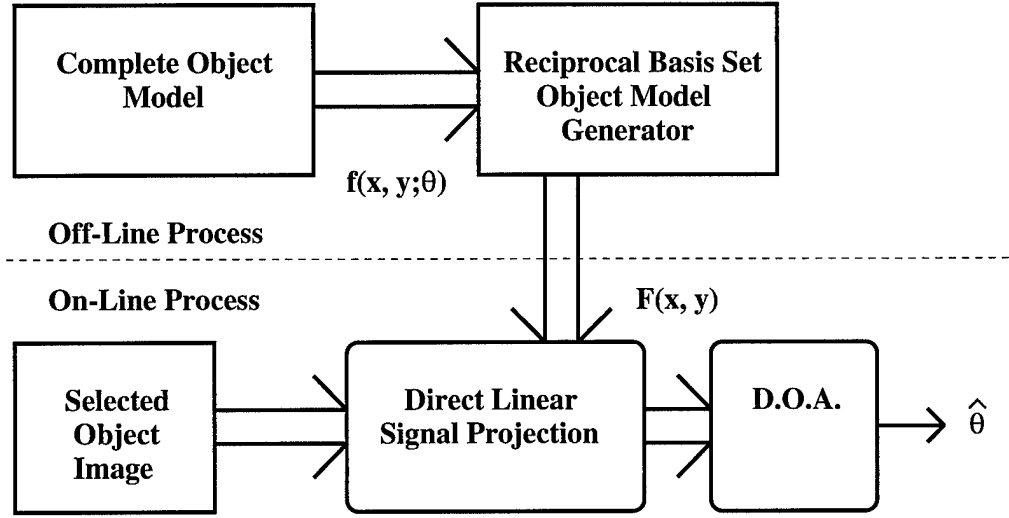 Complete Object
Model
Reciprocal Basis Set
Object Model
Generator
f(x, y;θ)
Off-Line Process
On-Line Process
F(x, y)
Selected
Object
Image
Direct Linear
Signal Projection
D.O.A.
θ̂